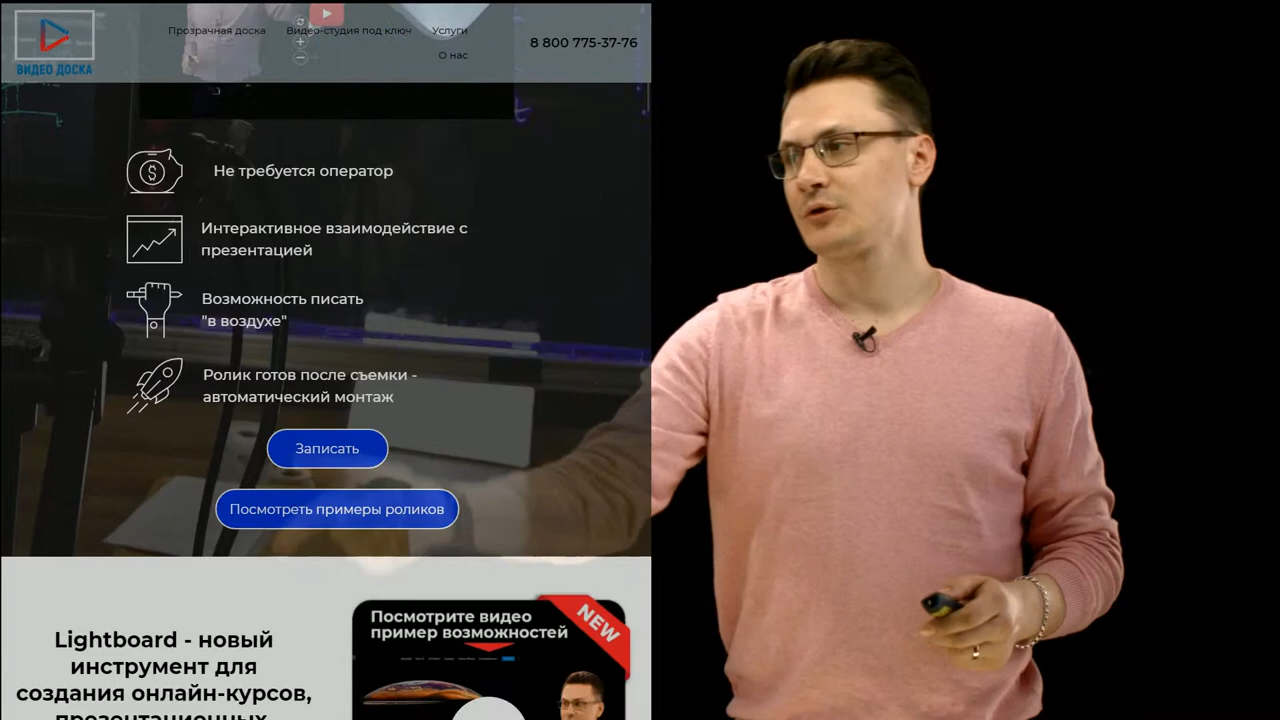 ВИДЕО ДОСКА
Прозрачная доска
Видео-студия под ключ
Услуги
О нас
8 800 775-37-76
Не требуется оператор
Интерактивное взаимодействие с
презентацией
Возможность писать
"в воздухе"
Ролик готов после съемки -
автоматический монтаж
Записать
Посмотреть примеры роликов
Lightboard - новый
инструмент для
создания онлайн-курсов,
презентационных
Посмотрите видео
пример возможностей
NEW